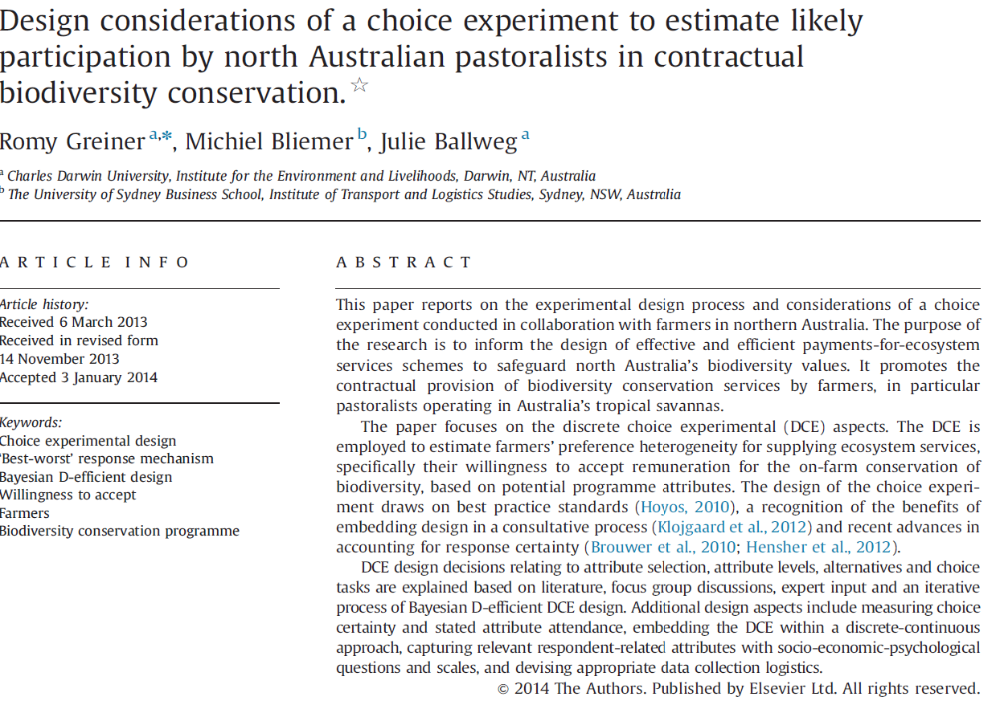 Design considerations of a choice experiment to estimate likely
participation by north Australian pastoralists in contractual
biodiversity conservation.☆
Romy Greiner a,*, Michiel Bliemer b, Julie Ballweg a
a Charles Darwin University, Institute for the Environment and Livelihoods, Darwin, NT, Australia
b The University of Sydney Business School, Institute of Transport and Logistics Studies, Sydney, NSW, Australia
ARTICLE INFO
Article history:
Received 6 March 2013
Received in revised form
14 November 2013
Accepted 3 January 2014
Keywords:
Choice experimental design
‘Best-worst’ response mechanism
Bayesian D-efficient design
Willingness to accept
Farmers
Biodiversity conservation programme
ABSTRACT
This paper reports on the experimental design process and considerations of a choice
experiment conducted in collaboration with farmers in northern Australia. The purpose of
the research is to inform the design of effective and efficient payments-for-ecosystem
services schemes to safeguard north Australia’s biodiversity values. It promotes the
contractual provision of biodiversity conservation services by farmers, in particular
pastoralists operating in Australia’s tropical savannas.
The paper focuses on the discrete choice experimental (DCE) aspects. The DCE is
employed to estimate farmers’ preference heterogeneity for supplying ecosystem services,
specifically their willingness to accept remuneration for the on-farm conservation of
biodiversity, based on potential programme attributes. The design of the choice experi-
ment draws on best practice standards (Hoyos, 2010), a recognition of the benefits of
embedding design in a consultative process (Klojgaard et al., 2012) and recent advances in
accounting for response certainty (Brouwer et al., 2010; Hensher et al., 2012).
DCE design decisions relating to attribute selection, attribute levels, alternatives and choice
tasks are explained based on literature, focus group discussions, expert input and an iterative
process of Bayesian D-efficient DCE design. Additional design aspects include measuring choice
certainty and stated attribute attendance, embedding the DCE within a discrete-continuous
approach, capturing relevant respondent-related attributes with socio-economic-psychological
questions and scales, and devising appropriate data collection logistics.
© 2014 The Authors. Published by Elsevier Ltd. All rights reserved.